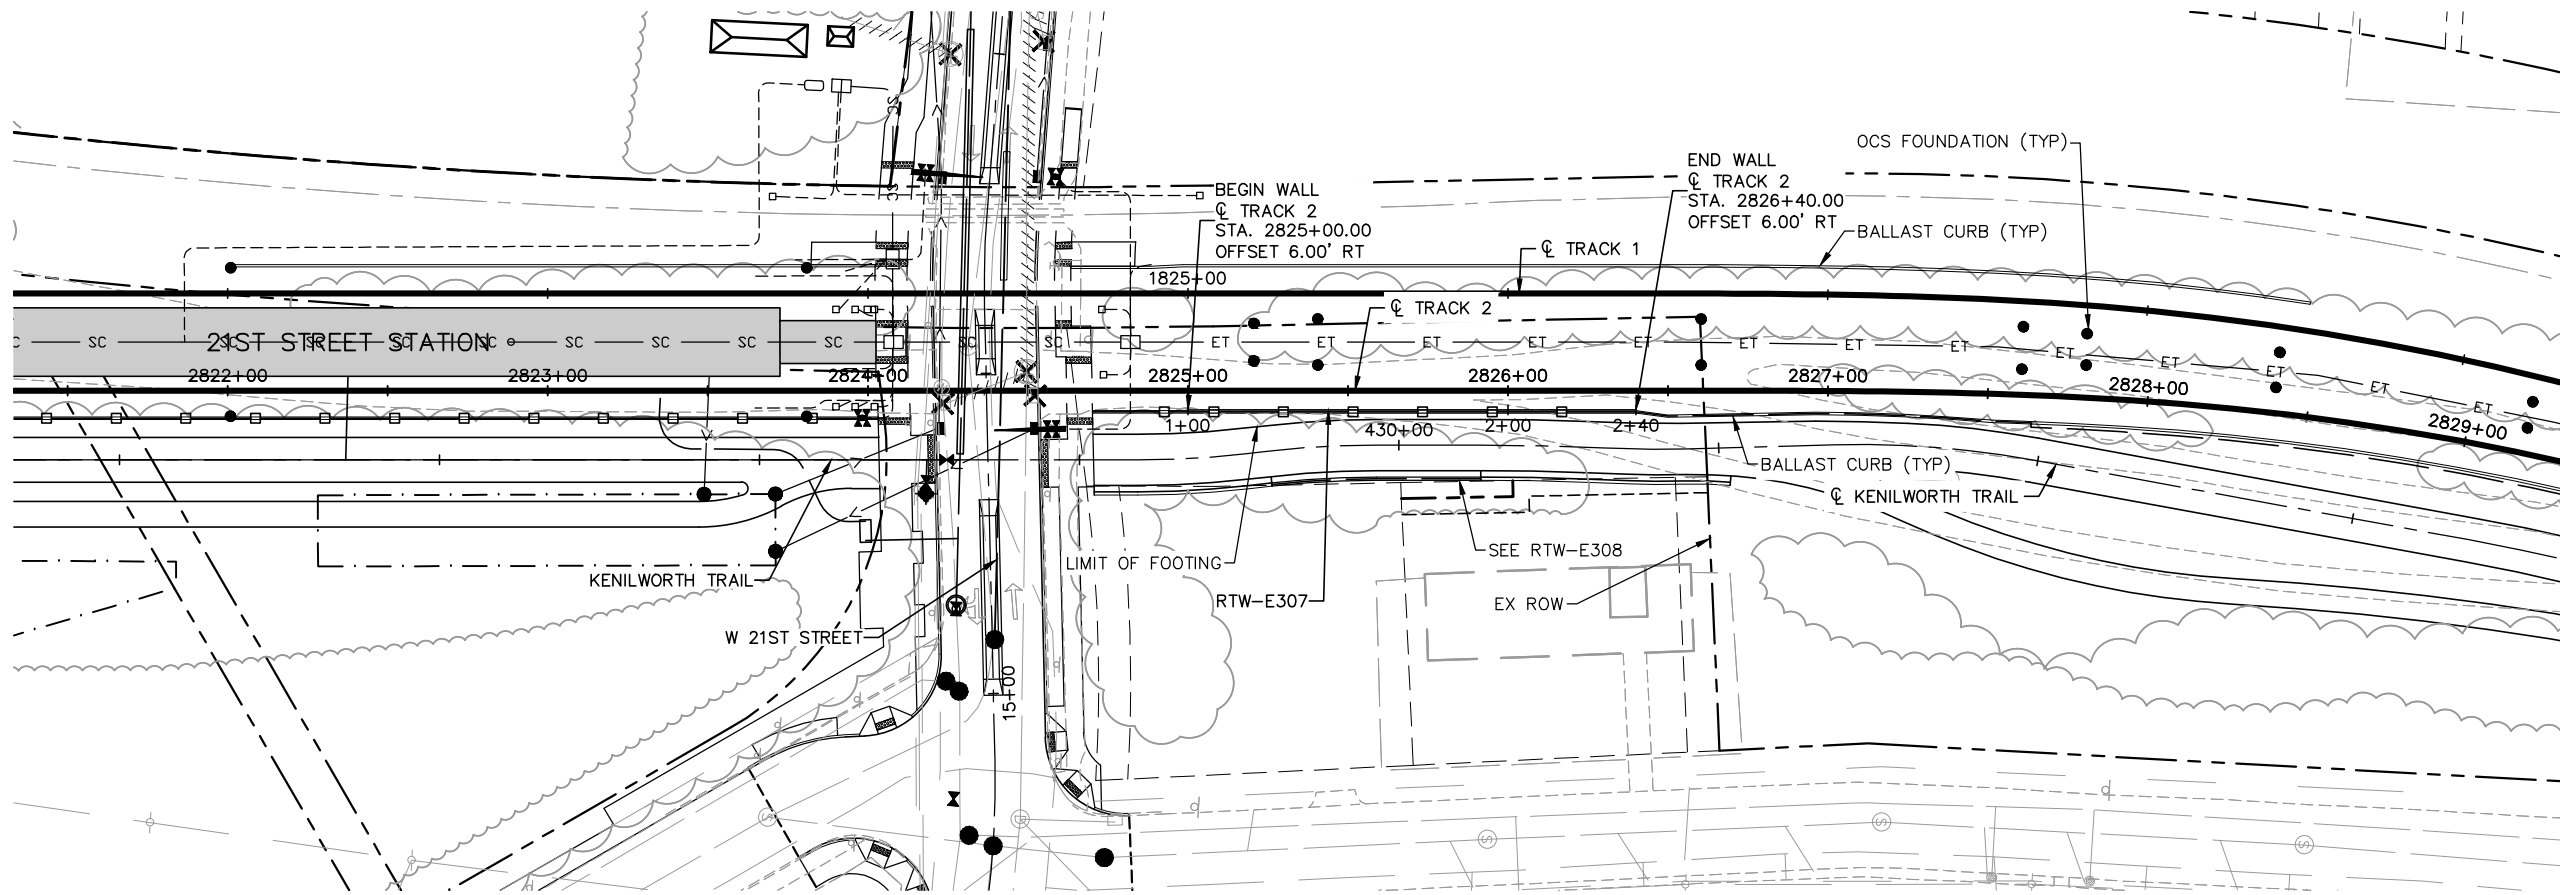 OCS FOUNDATION (TYP)
END WALL
℄ TRACK 2
STA. 2826+40.00
OFFSET 6.00' RT
BEGIN WALL
℄ TRACK 2
STA. 2825+00.00
OFFSET 6.00' RT
BALLAST CURB (TYP)
℄ TRACK 1
1825+00
℄ TRACK 2
SC
SC
21ST STREET STATION
SC SC SC SC SC SC SC SC SC SC
ET ET ET ET ET ET ET ET ET ET ET ET ET
2822+00 2823+00 2824+00 2825+00 2826+00 2827+00 2828+00 2829+00
1+00 430+00 2+00 2+40
BALLAST CURB (TYP)
℄ KENILWORTH TRAIL
SEE RTW-E308
LIMIT OF FOOTING
KENILWORTH TRAIL
RTW-E307
EX ROW
W 21ST STREET
15+00
S S S S